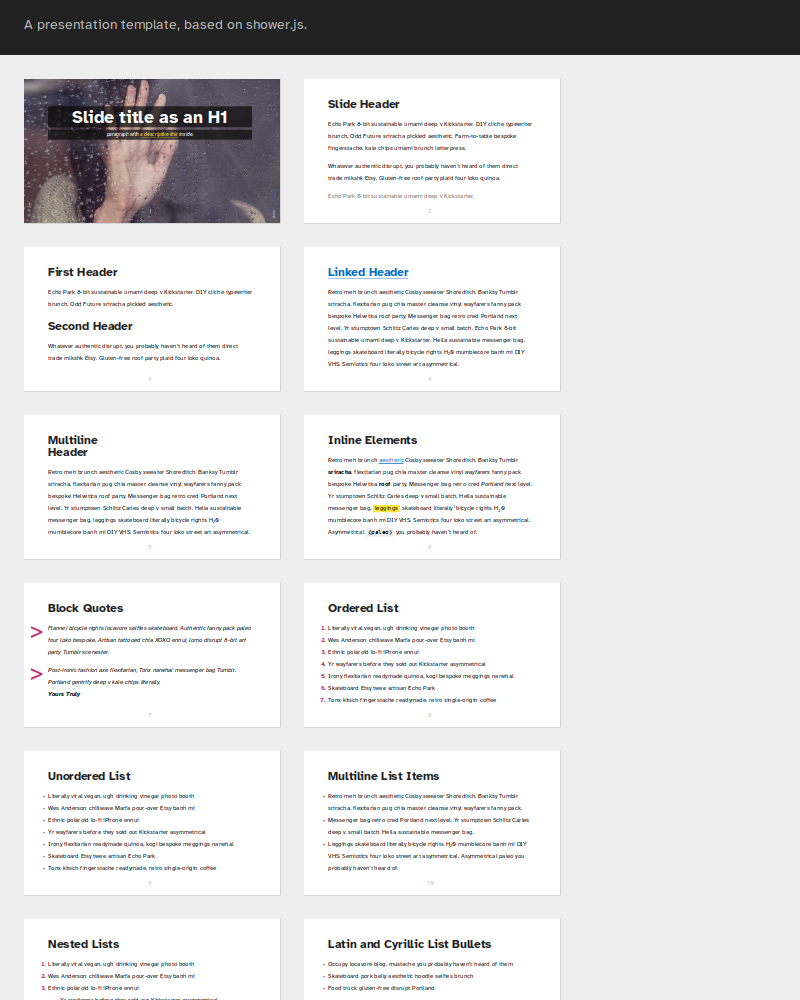 A presentation template, based on shower.js.
Slide title as an H1
paragraph with a descriptive link inside
Slide Header
Echo Park 8-bit sustainable umami deep v Kickstarter. DIY cliche typewriter
brunch. Odd Future sriracha pickled aesthetic. Farm-to-table bespoke
fingerstache, kale chips umami brunch letterpress.
Whatever authentic disrupt, you probably haven't heard of them direct
trade mlkshk Etsy. Gluten-free roof party plaid four loko quinoa.
Echo Park 8-bit sustainable umami deep v Kickstarter.
2
First Header
Echo Park 8-bit sustainable umami deep v Kickstarter. DIY cliche typewriter
brunch. Odd Future sriracha pickled aesthetic.
Second Header
Whatever authentic disrupt, you probably haven't heard of them direct
trade mlkshk Etsy. Gluten-free roof party plaid four loko quinoa.
3
Linked Header
Retro meh brunch aesthetic Cosby sweater Shoreditch. Banksy Tumblr
sriracha, flexitarian pug chia master cleanse vinyl wayfarers fanny pack
bespoke Helvetica roof party. Messenger bag retro cred Portland next
level. Yr stumptown Schlitz Carles deep v small batch. Echo Park 8-bit
sustainable umami deep v Kickstarter. Hella sustainable messenger bag,
leggings skateboard literally bicycle rights H₂0 mumblecore banh mi DIY
VHS. Semiotics four loko street art asymmetrical.
4
Multiline
Header
Retro meh brunch aesthetic Cosby sweater Shoreditch. Banksy Tumblr
sriracha, flexitarian pug chia master cleanse vinyl wayfarers fanny pack
bespoke Helvetica roof party. Messenger bag retro cred Portland next
level. Yr stumptown Schlitz Carles deep v small batch. Hella sustainable
messenger bag, leggings skateboard literally bicycle rights H₂0
mumblecore banh mi DIY VHS. Semiotics four loko street art asymmetrical.
5
Inline Elements
Retro meh brunch aesthetic Cosby sweater Shoreditch. Banksy Tumblr
sriracha, flexitarian pug chia master cleanse vinyl wayfarers fanny pack
bespoke Helvetica roof party. Messenger bag retro cred Portland next level.
Yr stumptown Schlitz Carles deep v small batch. Hella sustainable
messenger bag, leggings skateboard literally¹ bicycle rights H₂0
mumblecore banh mi DIY VHS. Semiotics four loko street art asymmetrical.
Asymmetrical <paleo> you probably haven't heard of.
6
Block Quotes
> Flannel bicycle rights locavore selfies skateboard. Authentic fanny pack paleo
four loko bespoke. Artisan tattooed chia XOXO ennui, lomo disrupt 8-bit art
party Tumblr scenester.
> Post-ironic fashion axe flexitarian, Tonx narwhal messenger bag Tumblr.
Portland gentrify deep v kale chips literally.
Yours Truly
7
Ordered List
1. Literally viral vegan, ugh drinking vinegar photo booth
2. Wes Anderson chillwave Marfa pour-over Etsy banh mi
3. Ethnic polaroid lo-fi iPhone ennui
4. Yr wayfarers before they sold out Kickstarter asymmetrical
5. Irony flexitarian readymade quinoa, kogi bespoke meggings narwhal
6. Skateboard Etsy twee artisan Echo Park
7. Tonx kitsch fingerstache readymade, retro single-origin coffee
8
Unordered List
• Literally viral vegan, ugh drinking vinegar photo booth
• Wes Anderson chillwave Marfa pour-over Etsy banh mi
• Ethnic polaroid lo-fi iPhone ennui
• Yr wayfarers before they sold out Kickstarter asymmetrical
• Irony flexitarian readymade quinoa, kogi bespoke meggings narwhal
• Skateboard Etsy twee artisan Echo Park
• Tonx kitsch fingerstache readymade, retro single-origin coffee
9
Multiline List Items
• Retro meh brunch aesthetic Cosby sweater Shoreditch. Banksy Tumblr
sriracha, flexitarian pug chia master cleanse vinyl wayfarers fanny pack.
• Messenger bag retro cred Portland next level. Yr stumptown Schlitz Carles
deep v small batch. Hella sustainable messenger bag.
• Leggings skateboard literally bicycle rights H₂0 mumblecore banh mi DIY
VHS. Semiotics four loko street art asymmetrical. Asymmetrical paleo you
probably haven't heard of.
10
Nested Lists
1. Literally viral vegan, ugh drinking vinegar photo booth
2. Wes Anderson chillwave Marfa pour-over Etsy banh mi
3. Ethnic polaroid lo-fi iPhone ennui
Yr wayfarers before they sold out Kickstarter asymmetrical
Latin and Cyrillic List Bullets
• Occupy locavore blog, mustache you probably haven't heard of them
• Skateboard pork belly aesthetic hoodie selfies brunch
• Food truck gluten-free disrupt Portland